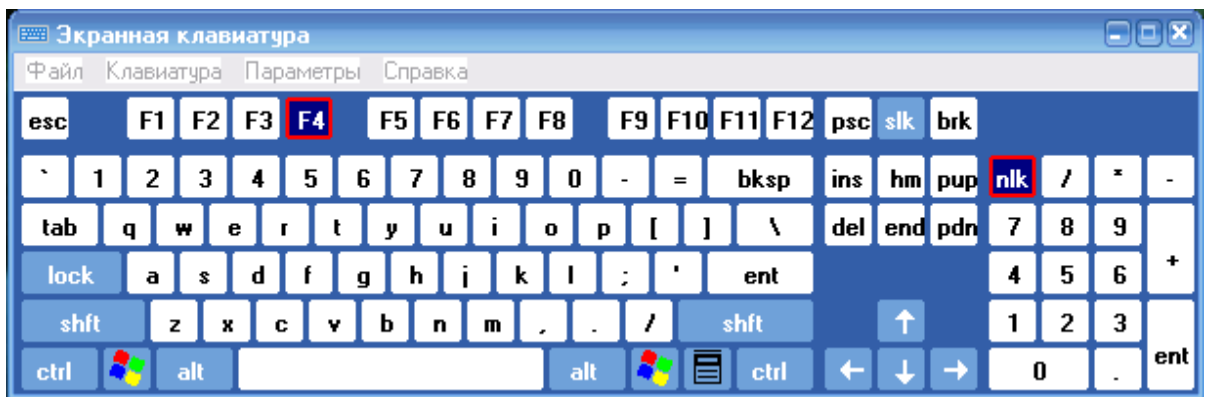 Экранная клавиатура
Файл Клавиатура Параметры Справка
esc F1 F2 F3 F4 F5 F6 F7 F8 F9 F10 F11 F12 psc slk brk
` 1 2 3 4 5 6 7 8 9 0 - = bksp ins hm pup nlk / * -
tab q w e r t y u i o p [ ] \ del end pdn 7 8 9
lock a s d f g h j k l ; ' ent 4 5 6 +
shft z x c v b n m , . / shft ↑ 1 2 3
ctrl alt alt ctrl ← ↓ → 0 . ent